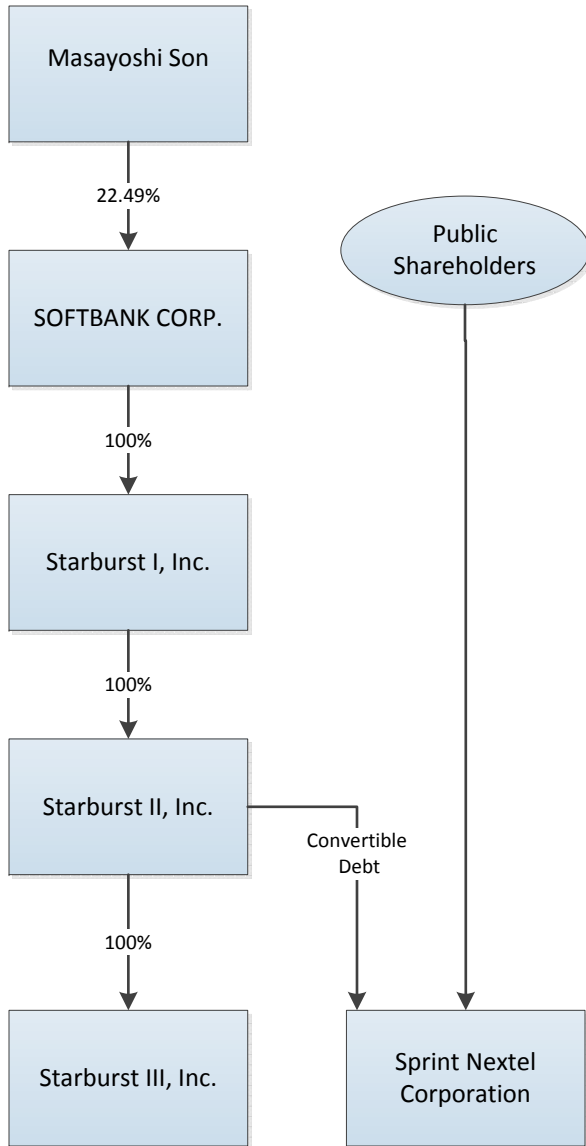 Masayoshi Son
22.49%
Public
Shareholders
SOFTBANK CORP.
100%
Starburst I, Inc.
100%
Starburst II, Inc.
Convertible
Debt
100%
Starburst III, Inc.
Sprint Nextel
Corporation